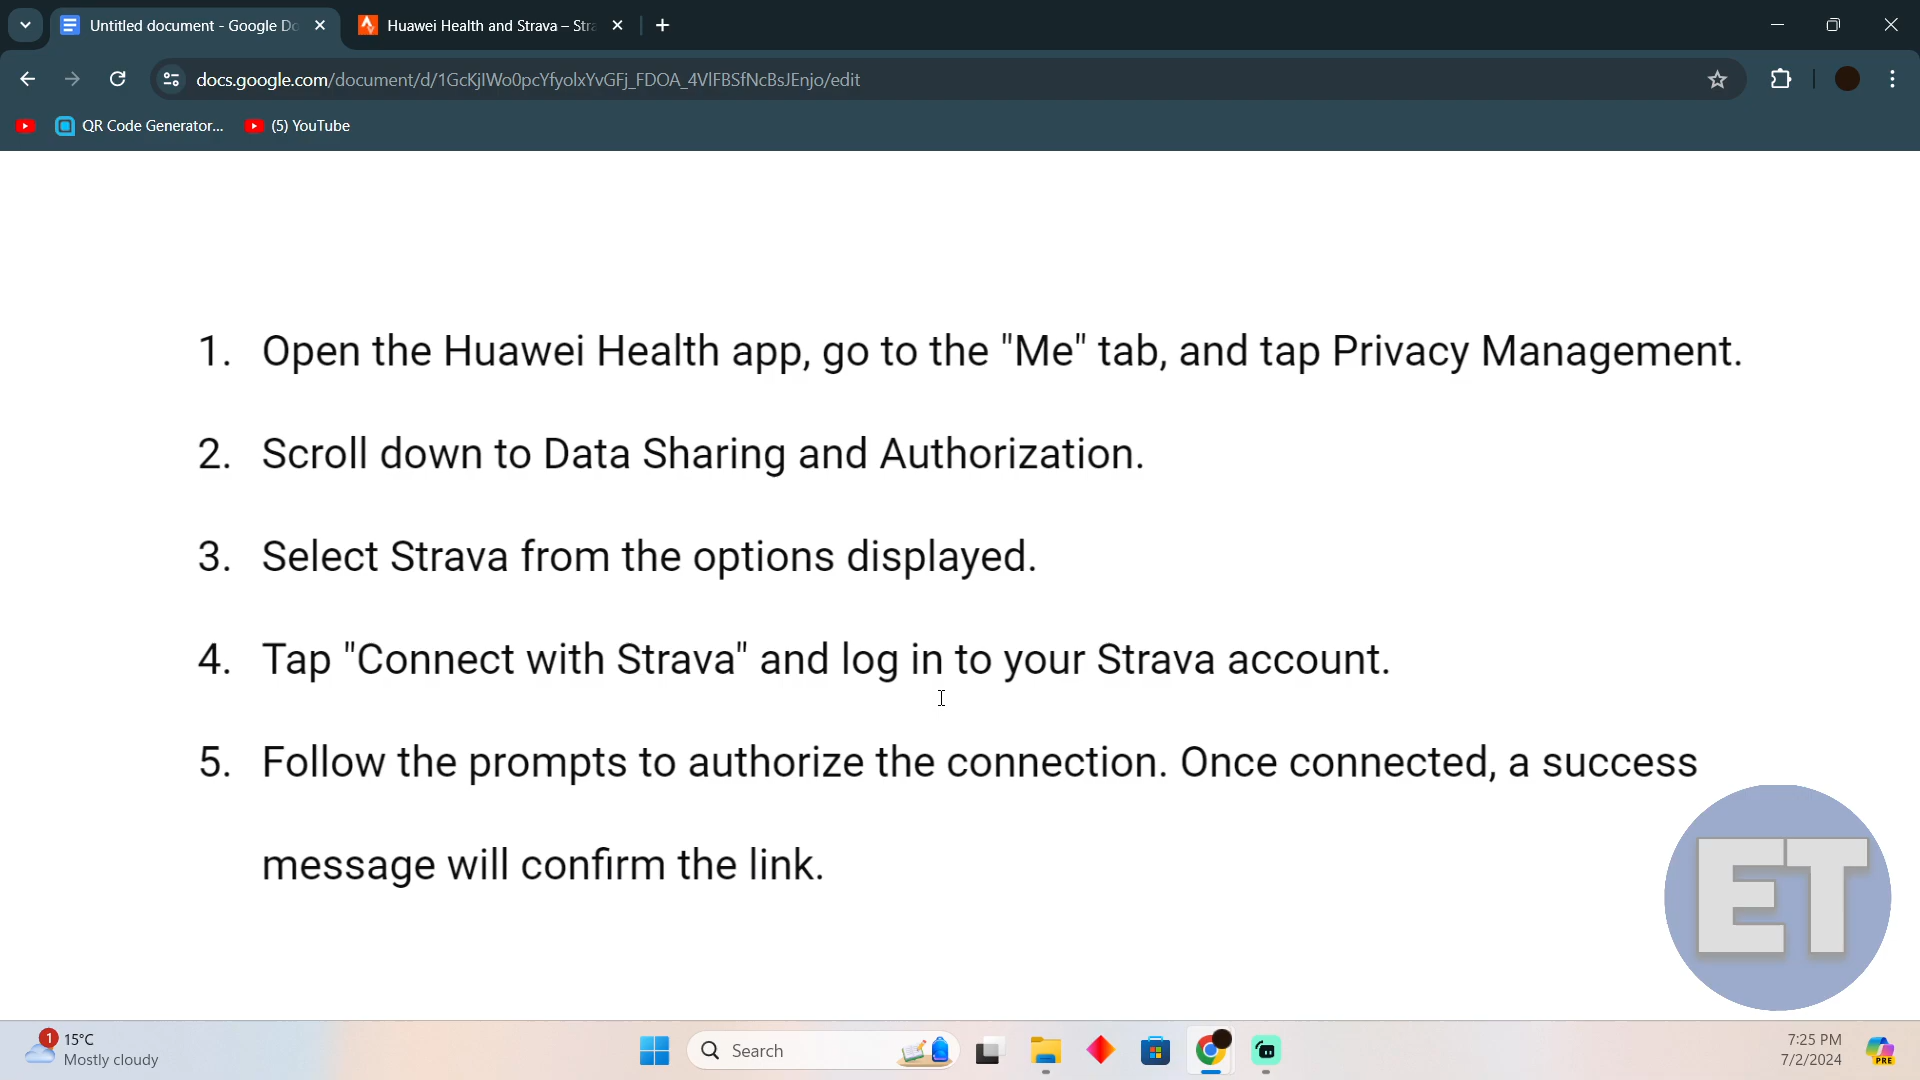 Untitled document - Google Do
Huawei Health and Strava – Stra
docs.google.com/document/d/1GcKjIWo0pcYfyolxYvGFj_FDOA_4VIFBSfNcBsJEnjo/edit
QR Code Generator...
(5) YouTube
1. Open the Huawei Health app, go to the "Me" tab, and tap Privacy Management.
2. Scroll down to Data Sharing and Authorization.
3. Select Strava from the options displayed.
4. Tap "Connect with Strava" and log in to your Strava account.
5. Follow the prompts to authorize the connection. Once connected, a success
message will confirm the link.
ET
1
15°C
Mostly cloudy
Search
7:25 PM
7/2/2024
PRE